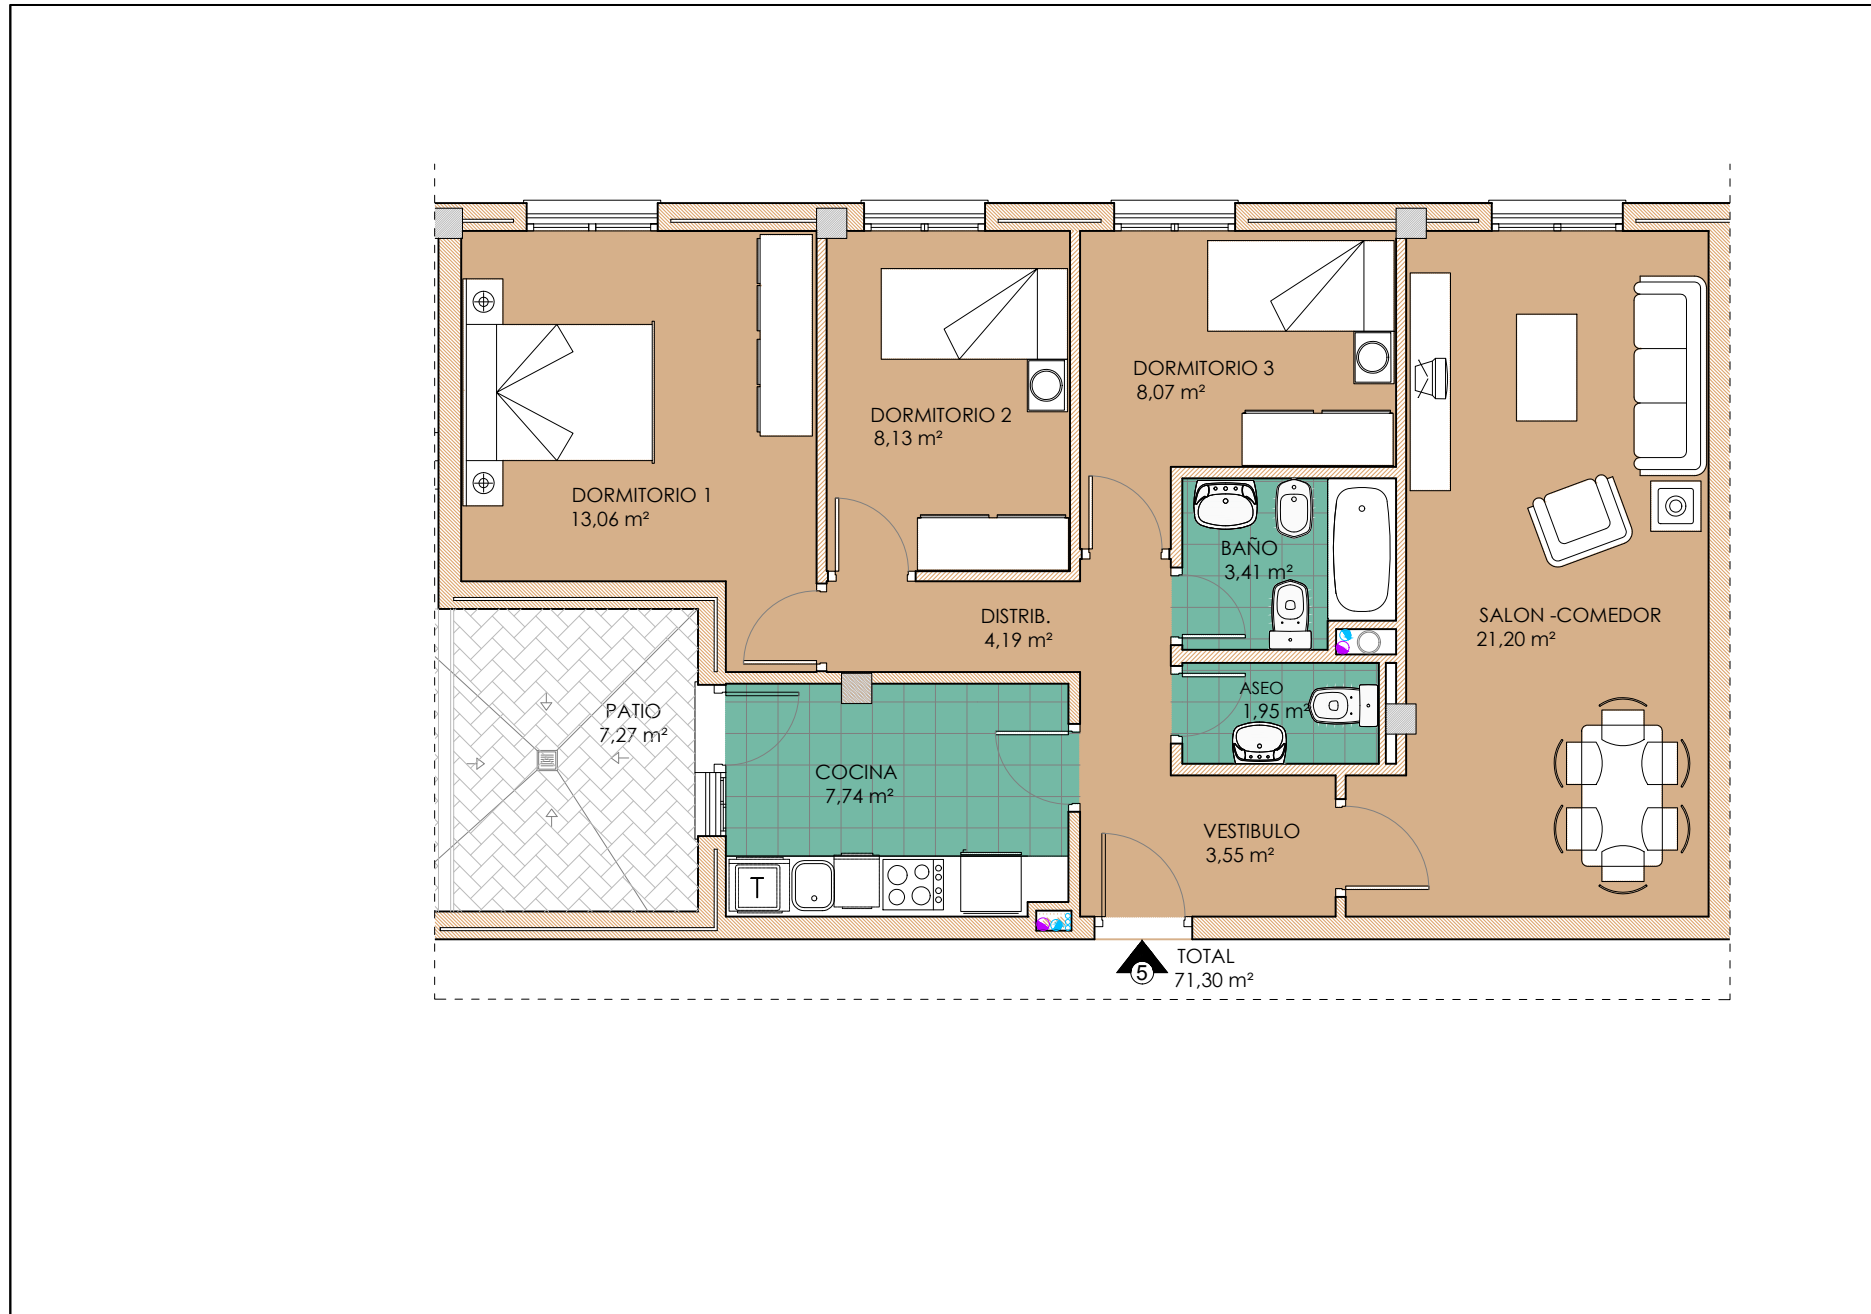 DORMITORIO 1
13,06 m²
DORMITORIO 2
8,13 m²
DORMITORIO 3
8,07 m²
BAÑO
3,41 m²
DISTRIB.
4,19 m²
SALON -COMEDOR
21,20 m²
ASEO
1,95 m²
PATIO
7,27 m²
COCINA
7,74 m²
VESTIBULO
3,55 m²
T
5
TOTAL
71,30 m²